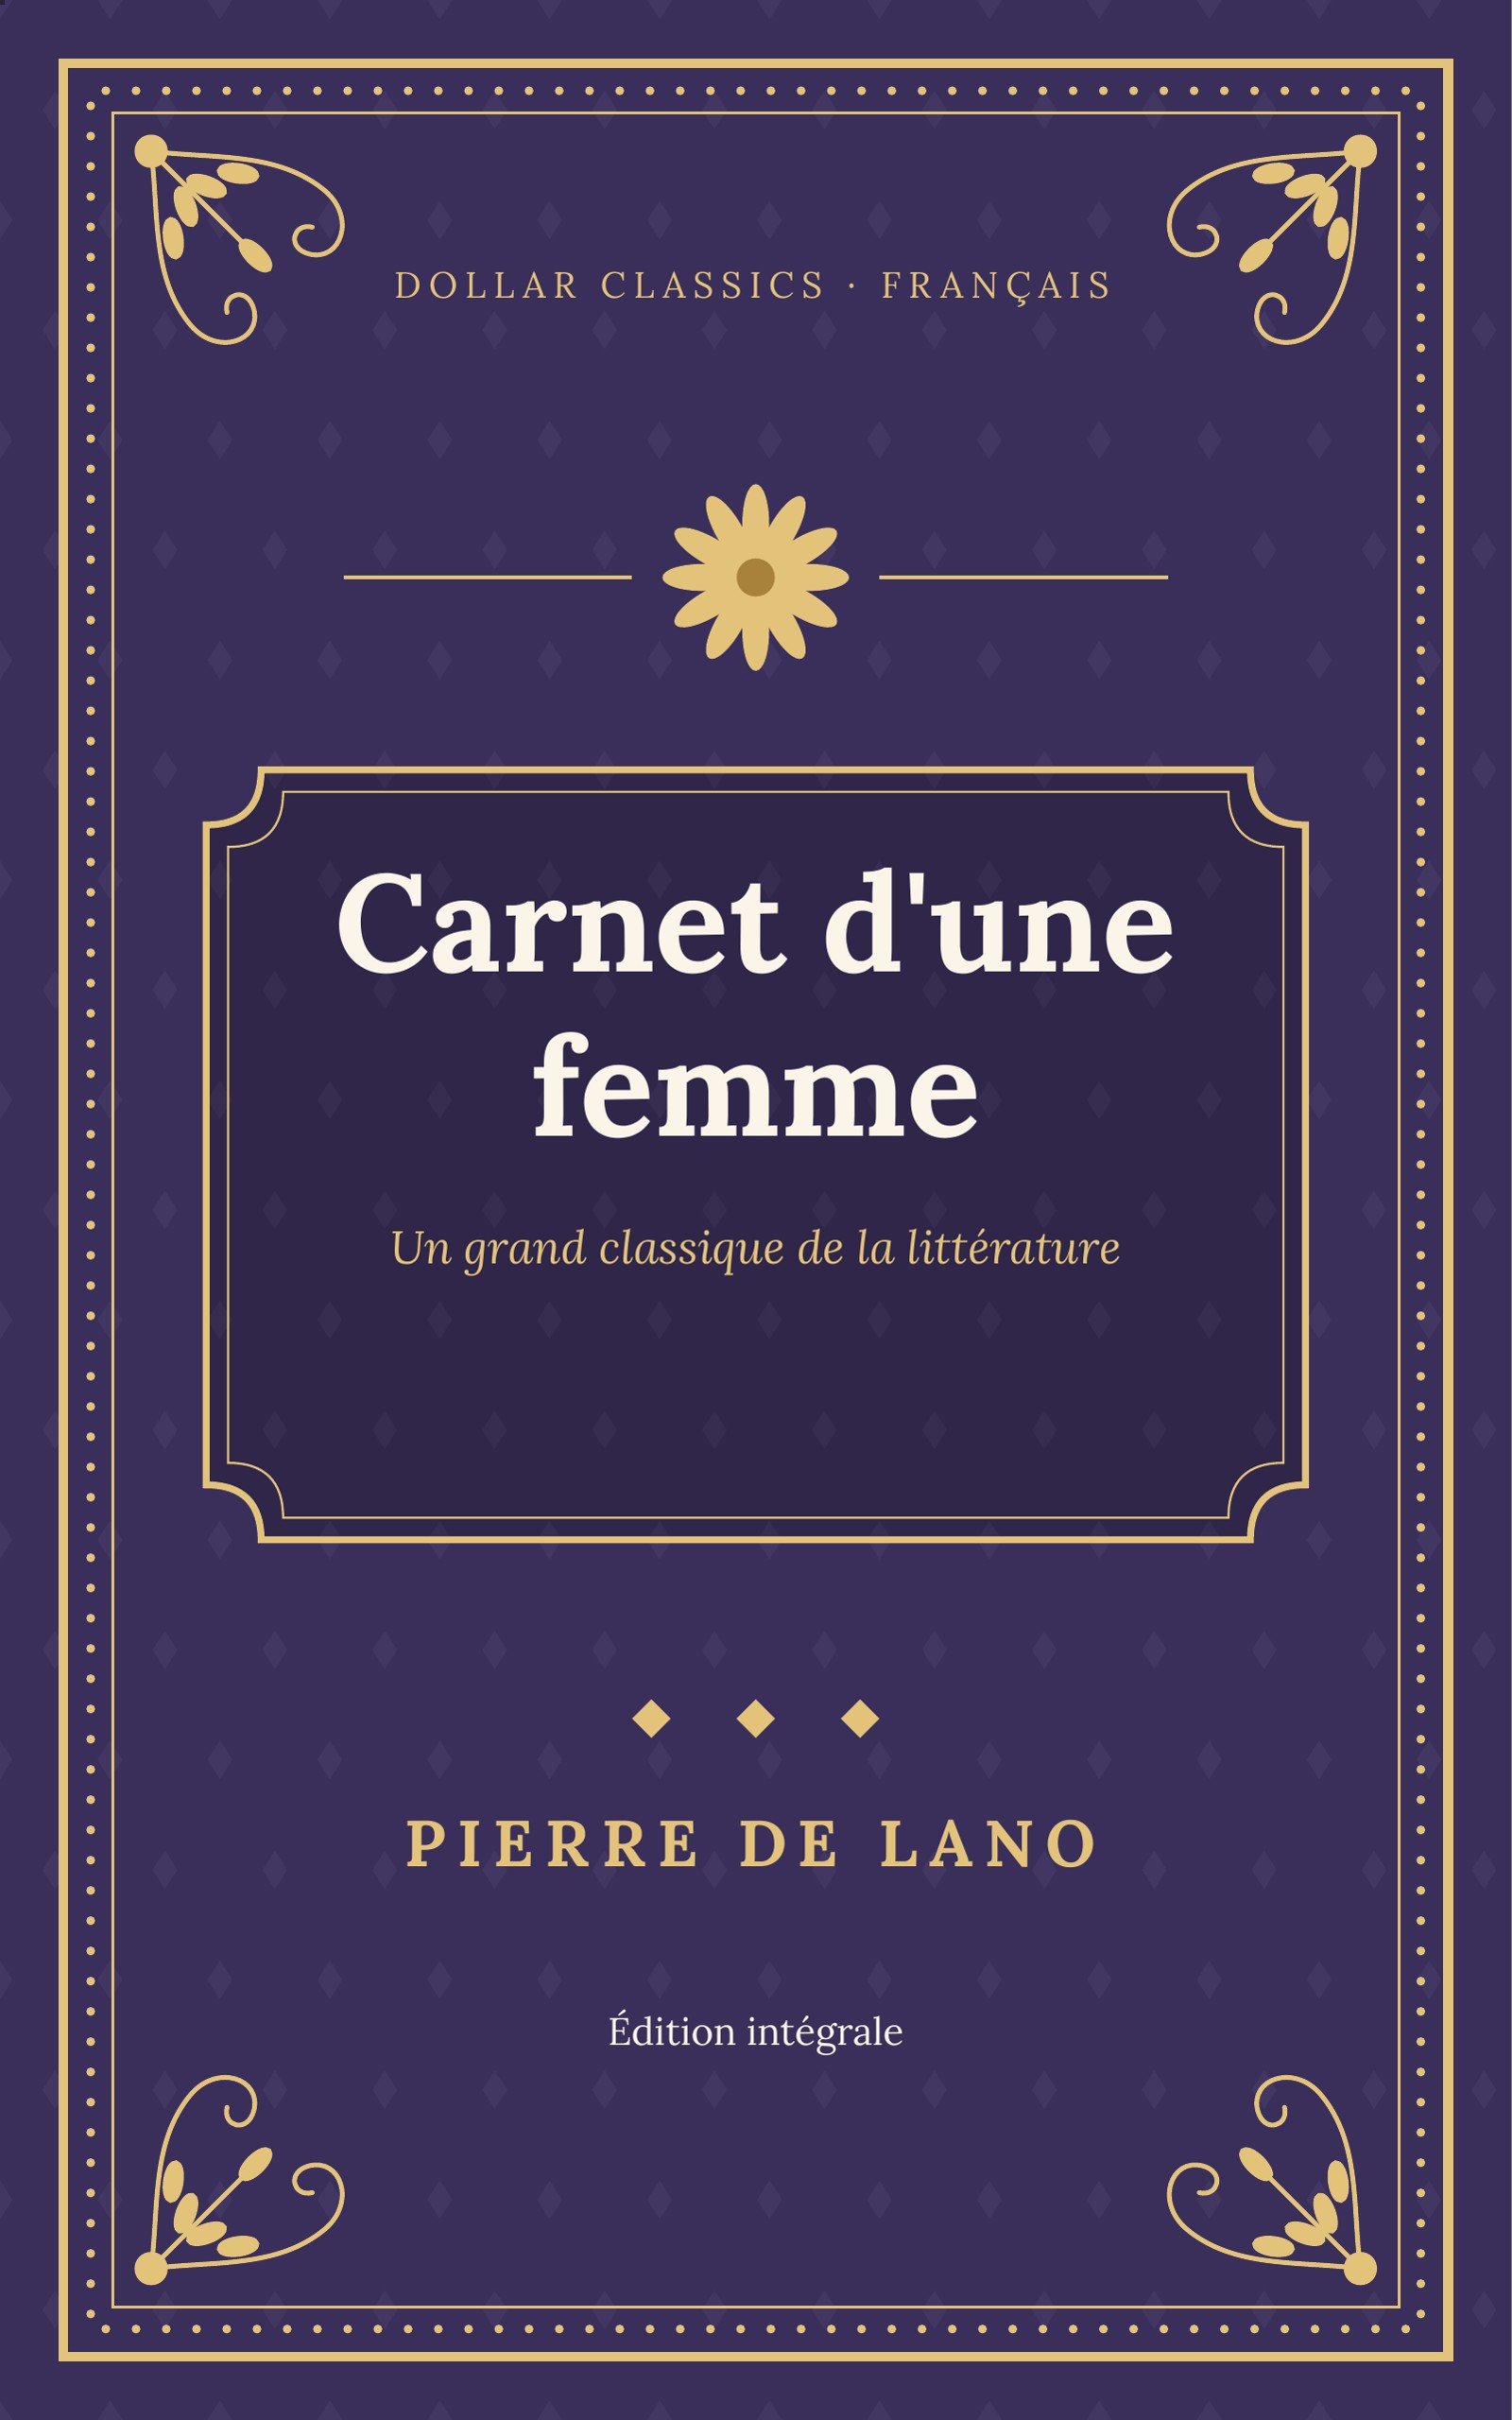 DOLLAR CLASSICS · FRANÇAIS
Carnet d'une
femme
Un grand classique de la littérature
PIERRE DE LANO
Édition intégrale